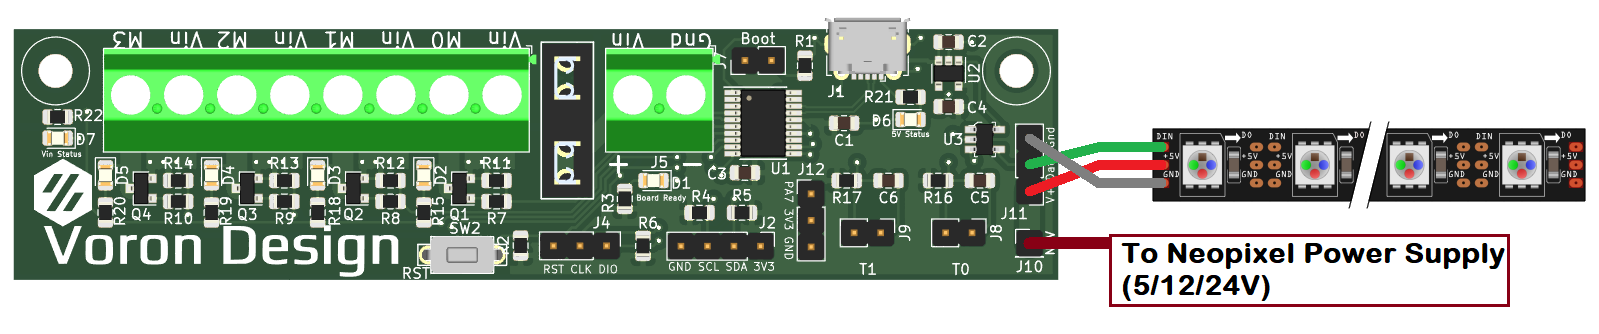 M3 Vin M2 Vin M1 Vin M0 Vin
Vin Gnd
Boot
R1
J1
C2
U2
C4
R21
D6
5V Status
U3
C1
R22
D7
Vin Status
R14 R13 R12 R11
D5 D4 D3 D2
Q4 Q3 Q2 Q1
R20 R10 R19 R9 R18 R8 R15 R7
+ J5 -
D1
Board Ready
R3
C3
U1
J12
PA7 3V3 GND
R4 R5
R6
J2
GND SCL SDA 3V3
J4
RST CLK DIO
SW2
RST
Voron Design
R17 C6 R16 C5
J9 J8
T1 T0
J11
J10
Gnd
V+
DIN
+5V
GND
DO
+5V
GND
DIN
+5V
GND
DO
DO
+5V
GND
DIN
+5V
GND
DO
To Neopixel Power Supply
(5/12/24V)